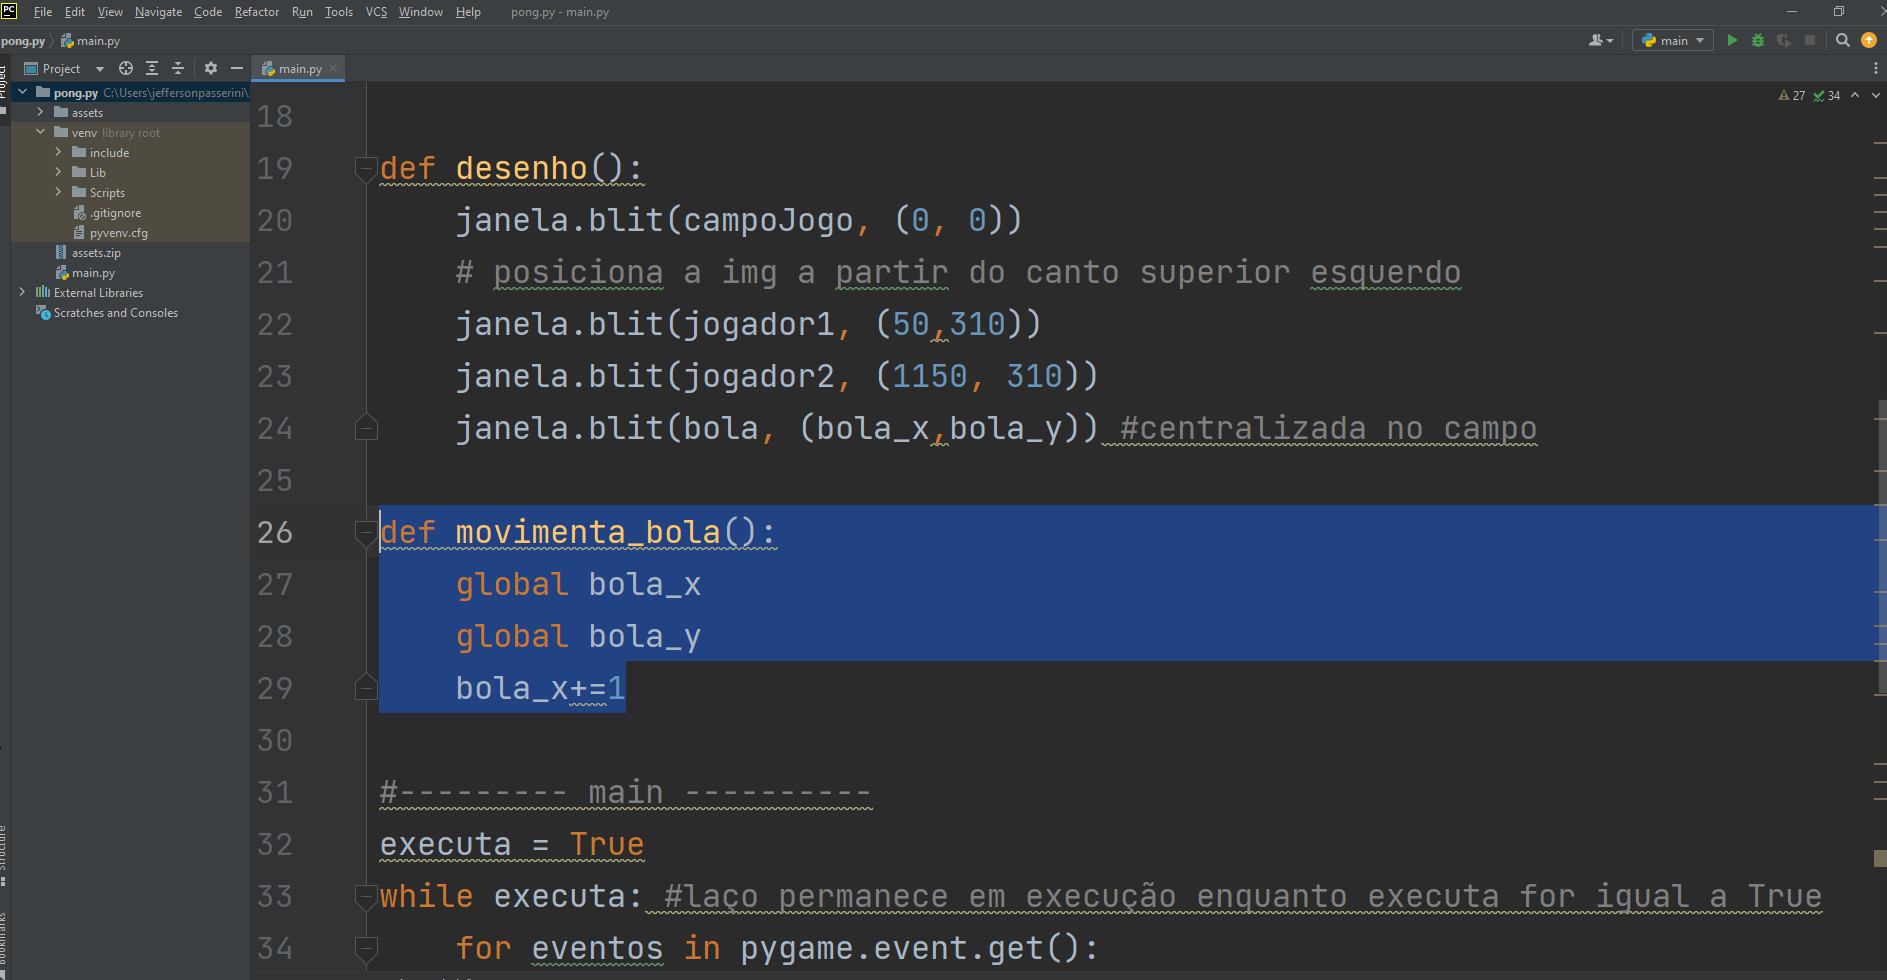 File Edit View Navigate Code Refactor Run Tools VCS Window Help pong.py - main.py
pong.py main.py main
Project main.py
pong.py C:\Users\jeffersonpasserini\
assets
venv library root
include
Lib
Scripts
.gitignore
pyvenv.cfg
assets.zip
main.py
External Libraries
Scratches and Consoles
27 34
18
19 def desenho():
20 janela.blit(campoJogo, (0, 0))
21 # posiciona a img a partir do canto superior esquerdo
22 janela.blit(jogador1, (50,310))
23 janela.blit(jogador2, (1150, 310))
24 janela.blit(bola, (bola_x,bola_y)) #centralizada no campo
25
26 def movimenta_bola():
27 global bola_x
28 global bola_y
29 bola_x+=1
30
31 #--------- main ----------
32 executa = True
33 while executa: #laço permanece em execução enquanto executa for igual a True
34 for eventos in pygame.event.get():
Project
Structure
Bookmarks